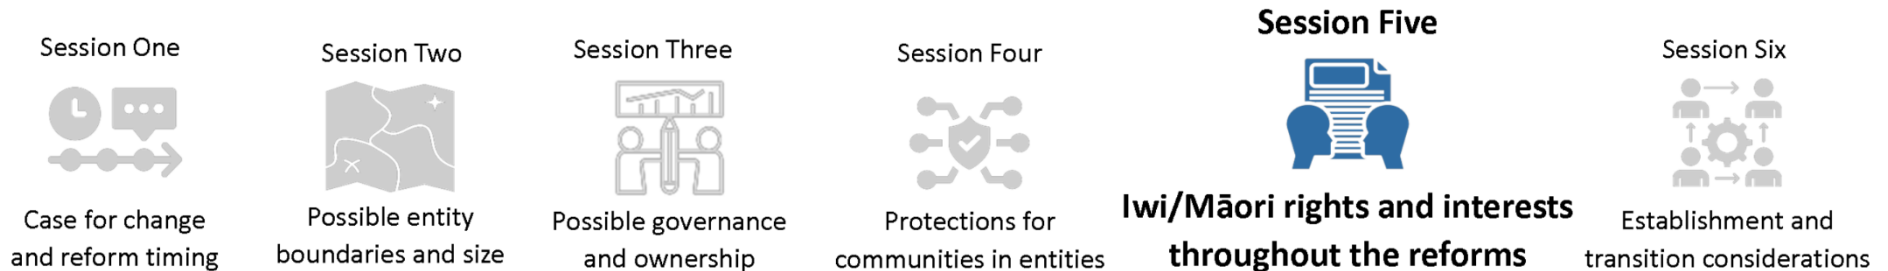 Session One
Case for change
and reform timing
Session Two
Possible entity
boundaries and size
Session Three
Possible governance
and ownership
Session Four
Protections for
communities in entities
Session Five
Iwi/Māori rights and interests
throughout the reforms
Session Six
Establishment and
transition considerations